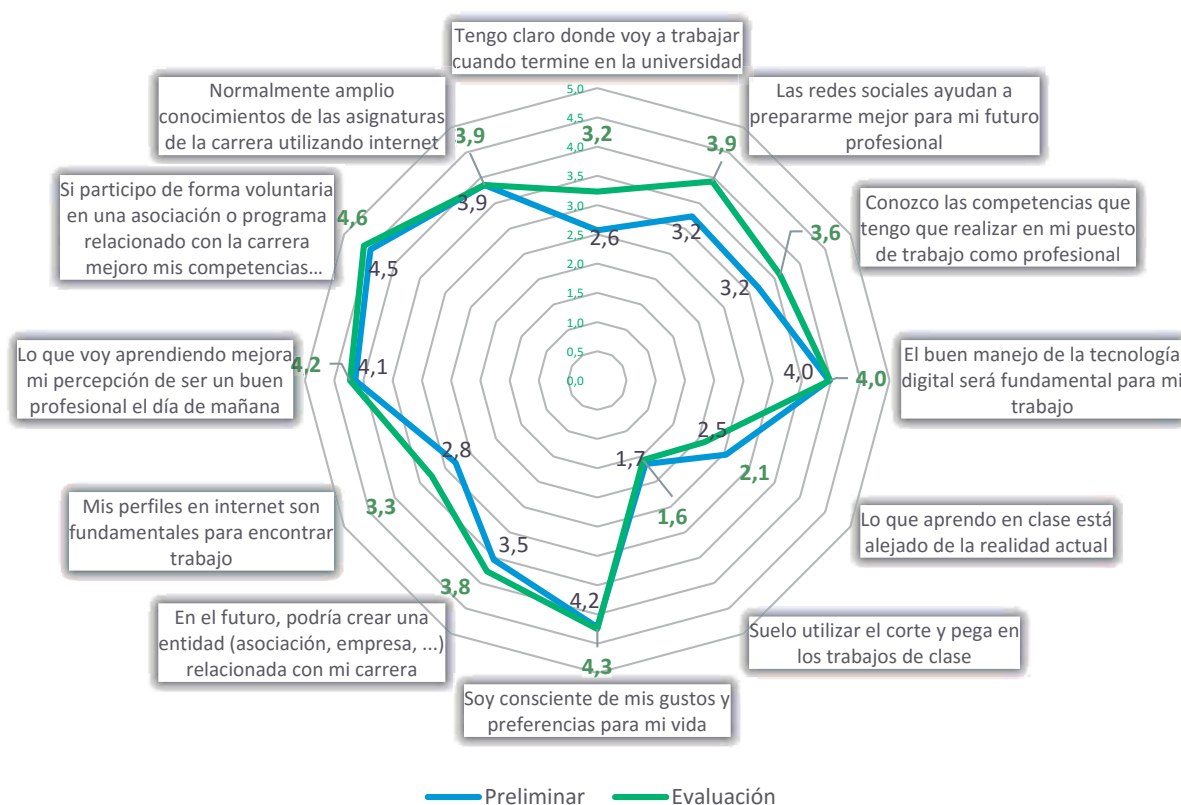 Tengo claro donde voy a trabajar
cuando termine en la universidad
Las redes sociales ayudan a
prepararme mejor para mi futuro
profesional
Conozco las competencias que
tengo que realizar en mi puesto
de trabajo como profesional
El buen manejo de la tecnología
digital será fundamental para mi
trabajo
Lo que aprendo en clase está
alejado de la realidad actual
Suelo utilizar el corte y pega en
los trabajos de clase
Soy consciente de mis gustos y
preferencias para mi vida
En el futuro, podría crear una
entidad (asociación, empresa, ...)
relacionada con mi carrera
Mis perfiles en internet son
fundamentales para encontrar
trabajo
Lo que voy aprendiendo mejora
mi percepción de ser un buen
profesional el día de mañana
Si participo de forma voluntaria
en una asociación o programa
relacionado con la carrera
mejoro mis competencias...
Normalmente amplio
conocimientos de las asignaturas
de la carrera utilizando internet
5,0
4,5
4,0
3,5
3,0
2,5
2,0
1,5
1,0
0,5
0,0
3,2
2,6
3,9
3,2
3,6
3,2
4,0
4,0
2,5
2,1
1,7
1,6
4,2
4,3
3,5
3,8
2,8
3,3
4,1
4,2
4,5
4,6
3,9
3,9
Preliminar
Evaluación